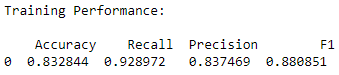 Training Performance:
Accuracy Recall Precision F1
0 0.832844 0.928972 0.837469 0.880851